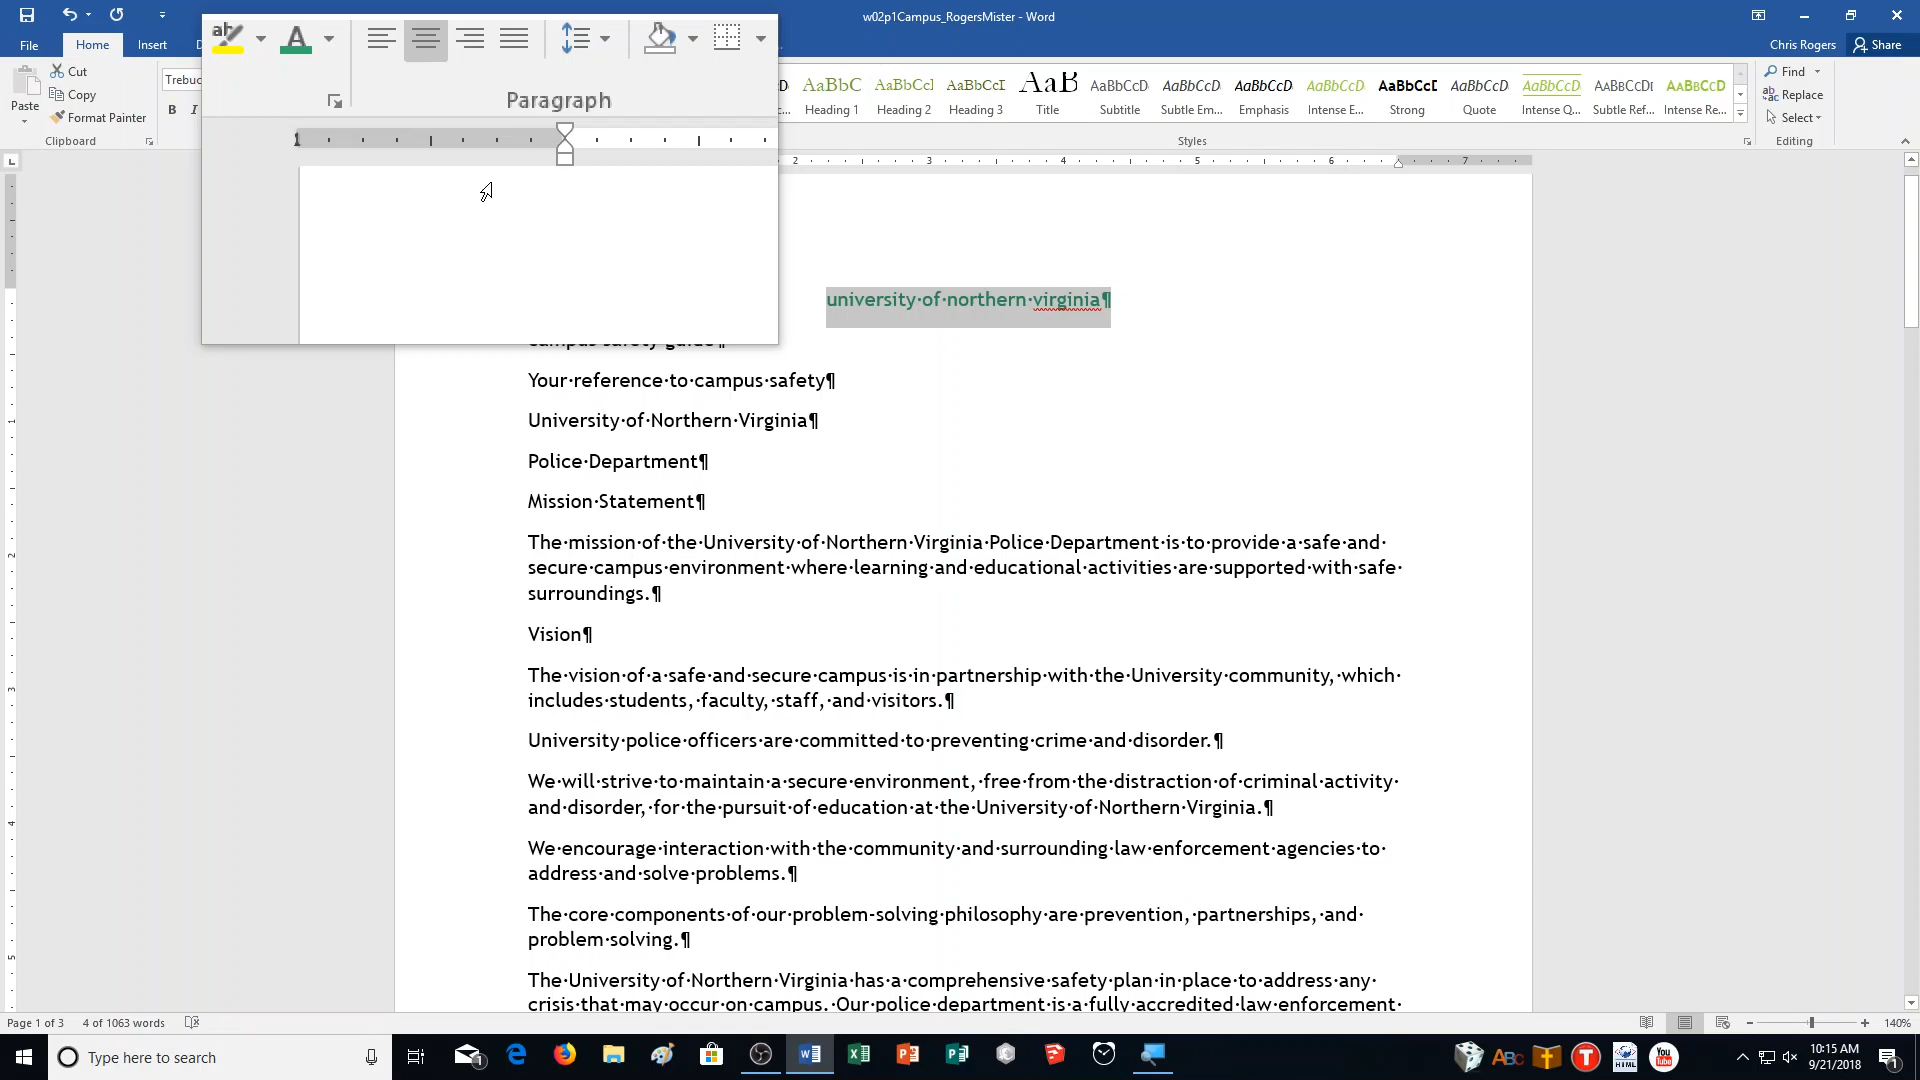 w02p1Campus_RogersMister - Word
File
Home
Insert
Chris Rogers
Share
Paste
Cut
Copy
Format Painter
Clipboard
Trebuc
B
I
Paragraph
AaBbC
Heading 1
AaBbCcI
Heading 2
AaBbCcI
Heading 3
AaB
Title
AaBbCcD
Subtitle
AaBbCcD
Subtle Em...
AaBbCcD
Emphasis
AaBbCcD
Intense E...
AaBbCcD
Strong
AaBbCcD
Quote
AaBbCcD
Intense Q...
AaBbCcD
Subtle Ref...
AaBbCcD
Intense Re...
Styles
Find
Replace
Select
Editing
2 3 4 5 6 7
university·of·northern·virginia¶
Your·reference·to·campus·safety¶
University·of·Northern·Virginia¶
Police·Department¶
Mission·Statement¶
The·mission·of·the·University·of·Northern·Virginia·Police·Department·is·to·provide·a·safe·and·
secure·campus·environment·where·learning·and·educational·activities·are·supported·with·safe·
surroundings.¶
Vision¶
The·vision·of·a·safe·and·secure·campus·is·in·partnership·with·the·University·community,·which·
includes·students,·faculty,·staff,·and·visitors.¶
University·police·officers·are·committed·to·preventing·crime·and·disorder.¶
We·will·strive·to·maintain·a·secure·environment,·free·from·the·distraction·of·criminal·activity·
and·disorder,·for·the·pursuit·of·education·at·the·University·of·Northern·Virginia.¶
We·encourage·interaction·with·the·community·and·surrounding·law·enforcement·agencies·to·
address·and·solve·problems.¶
The·core·components·of·our·problem-solving·philosophy·are·prevention,·partnerships,·and·
problem·solving.¶
The·University·of·Northern·Virginia·has·a·comprehensive·safety·plan·in·place·to·address·any·
crisis·that·may·occur·on·campus.·Our·police·department·is·a·fully·accredited·law·enforcement·
Page 1 of 3
4 of 1063 words
140%
Type here to search
10:15 AM
9/21/2018